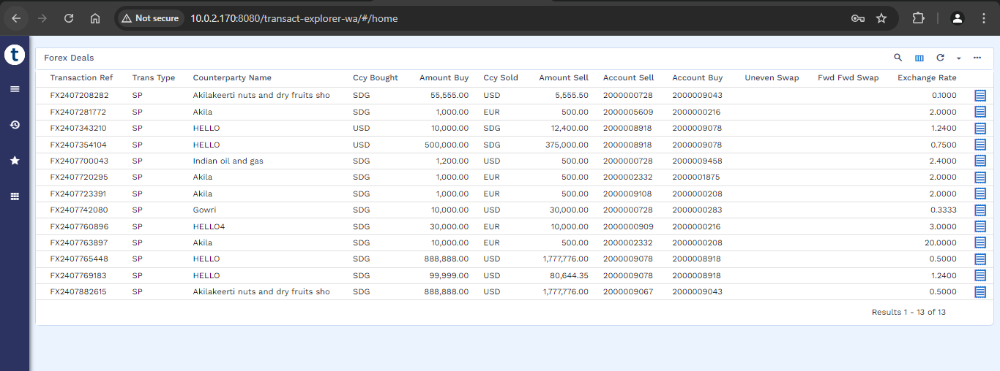 Not secure 10.0.2.170:8080/transact-explorer-wa/#/home
t
Forex Deals
Transaction Ref Trans Type Counterparty Name Ccy Bought Amount Buy Ccy Sold Amount Sell Account Sell Account Buy Uneven Swap Fwd Fwd Swap Exchange Rate
FX2407208282 SP Akilakeerti nuts and dry fruits sho SDG 55,555.00 USD 5,555.50 2000000728 2000009043 0.1000
FX2407281772 SP Akila SDG 1,000.00 EUR 500.00 2000005609 2000000216 2.0000
FX2407343210 SP HELLO USD 10,000.00 SDG 12,400.00 2000008918 2000009078 1.2400
FX2407354104 SP HELLO USD 500,000.00 SDG 375,000.00 2000008918 2000009078 0.7500
FX2407700043 SP Indian oil and gas SDG 1,200.00 USD 500.00 2000000728 2000009458 2.4000
FX2407720295 SP Akila SDG 1,000.00 EUR 500.00 2000002332 2000001875 2.0000
FX2407723391 SP Akila SDG 1,000.00 EUR 500.00 2000009108 2000000208 2.0000
FX2407742080 SP Gowri SDG 10,000.00 USD 30,000.00 2000000728 2000000283 0.3333
FX2407760896 SP HELLO4 SDG 30,000.00 EUR 10,000.00 2000000909 2000000216 3.0000
FX2407763897 SP Akila SDG 10,000.00 EUR 500.00 2000002332 2000000208 20.0000
FX2407765448 SP HELLO SDG 888,888.00 USD 1,777,776.00 2000009078 2000008918 0.5000
FX2407769183 SP HELLO SDG 99,999.00 USD 80,644.35 2000009078 2000008918 1.2400
FX2407882615 SP Akilakeerti nuts and dry fruits sho SDG 888,888.00 USD 1,777,776.00 2000009067 2000009043 0.5000
Results 1 - 13 of 13